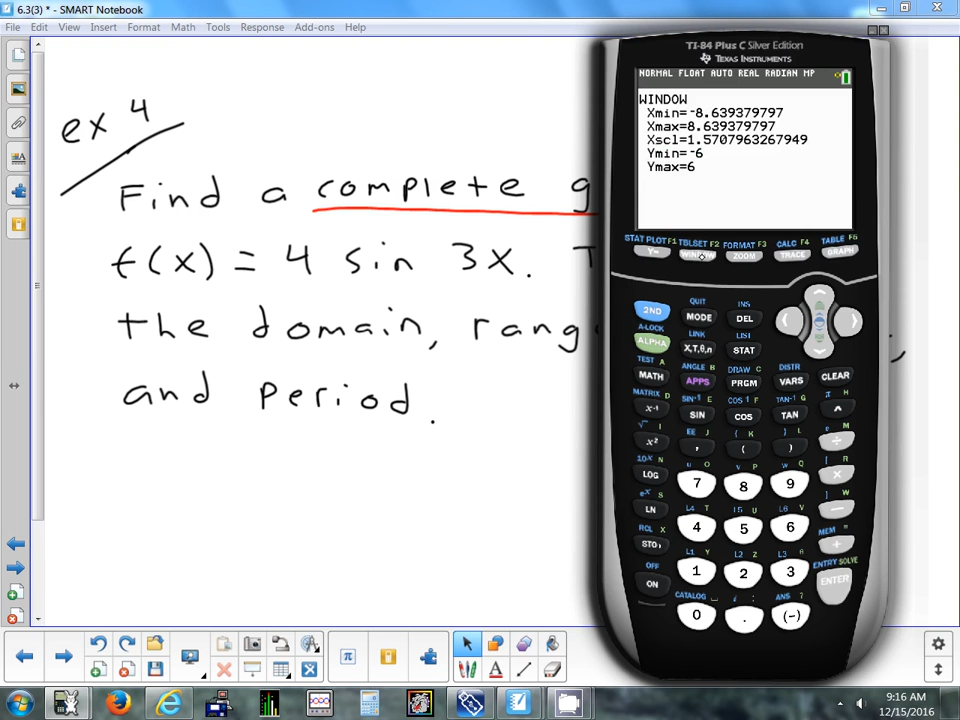 6.3(3) * - SMART Notebook
File Edit View Insert Format Math Tools Response Add-ons Help
ex 4
Find a complete g
f(x) = 4 sin 3x. T
the domain, rang
,
and period.
TI-84 Plus C Silver Edition
TEXAS INSTRUMENTS
NORMAL FLOAT AUTO REAL RADIAN MP
WINDOW
Xmin=-8.639379797
Xmax=8.639379797
Xscl=1.5707963267949
Ymin=-6
Ymax=6
STAT PLOT F1 TBLSET F2 FORMAT F3 CALC F4 TABLE F5
Y= WINDOW ZOOM TRACE GRAPH
QUIT INS
2ND MODE DEL
A-LOCK LINK LIST
ALPHA X,T,θ,n STAT
TEST A ANGLE B DRAW C DISTR
MATH APPS PRGM VARS CLEAR
MATRIX D SIN-1 E COS-1 F TAN-1 G π H
x-1 SIN COS TAN ^
√ I EE J { K } L e M
x2 , ( ) ÷
10x N u O v P w Q [ R
LOG 7 8 9 ×
ex S L4 T L5 U L6 V ] W
LN 4 5 6 −
RCL X L1 Y L2 Z L3 θ MEM "
STO 1 2 3 +
OFF CATALOG ⎵ i : ANS ? ENTRY SOLVE
ON 0 . (-) ENTER
9:16 AM
12/15/2016